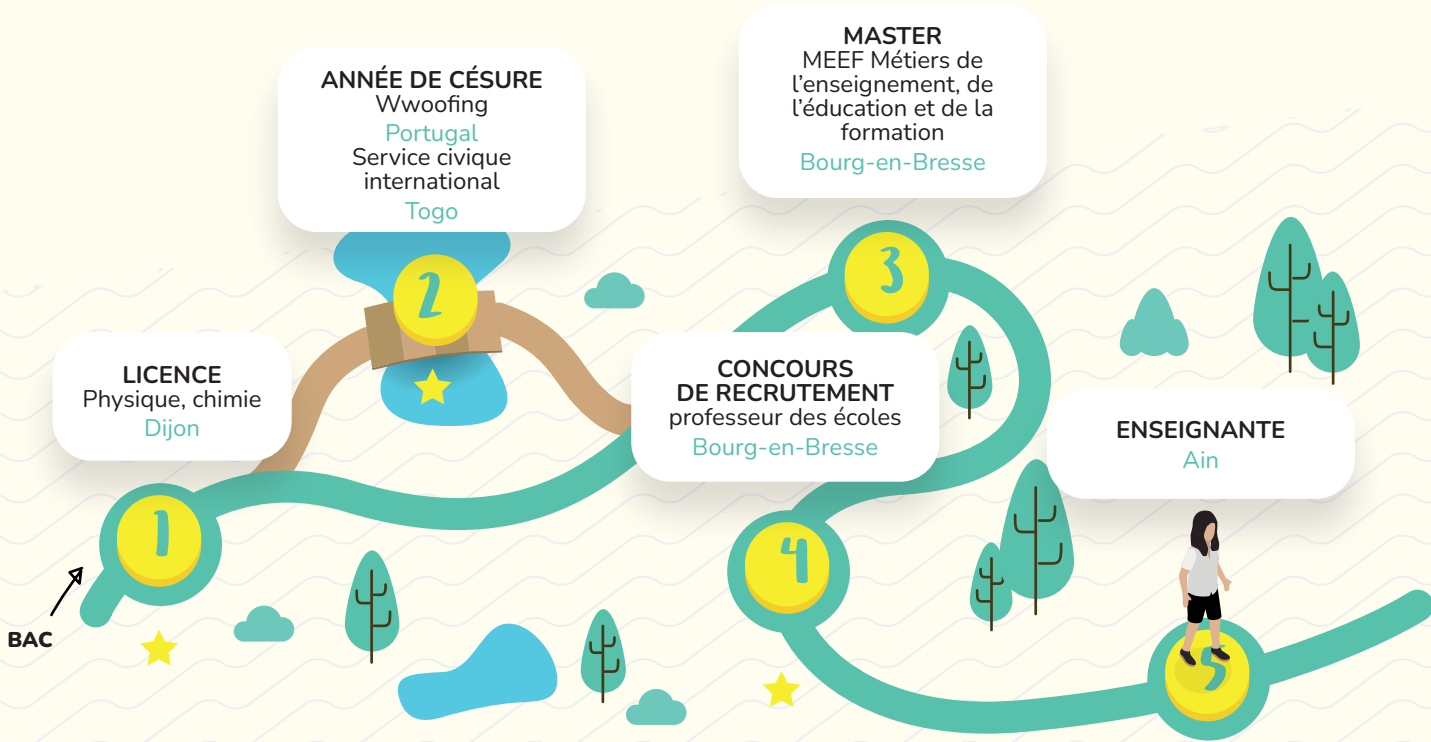 BAC
1
LICENCE
Physique, chimie
Dijon
2
ANNÉE DE CÉSURE
Wwoofing
Portugal
Service civique
international
Togo
3
MASTER
MEEF Métiers de
l’enseignement, de
l’éducation et de la
formation
Bourg-en-Bresse
4
CONCOURS
DE RECRUTEMENT
professeur des écoles
Bourg-en-Bresse
5
ENSEIGNANTE
Ain